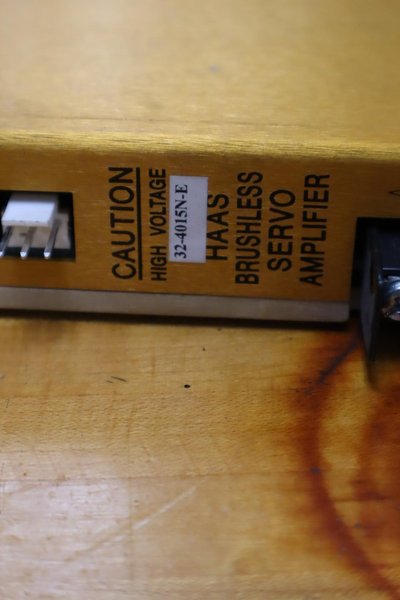 CAUTION
HIGH VOLTAGE
32-4015N-E
HAAS
BRUSHLESS
SERVO
AMPLIFIER